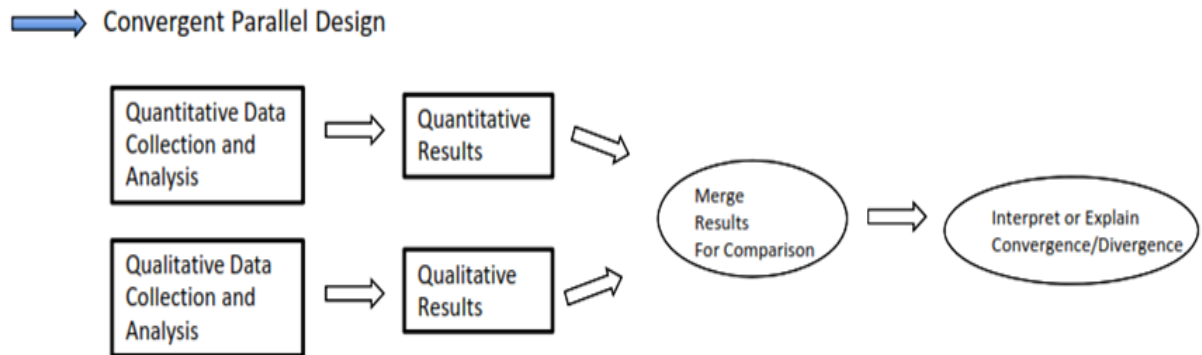 Convergent Parallel Design
Quantitative Data
Collection and
Analysis
Quantitative
Results
Qualitative Data
Collection and
Analysis
Qualitative
Results
Merge
Results
For Comparison
Interpret or Explain
Convergence/Divergence